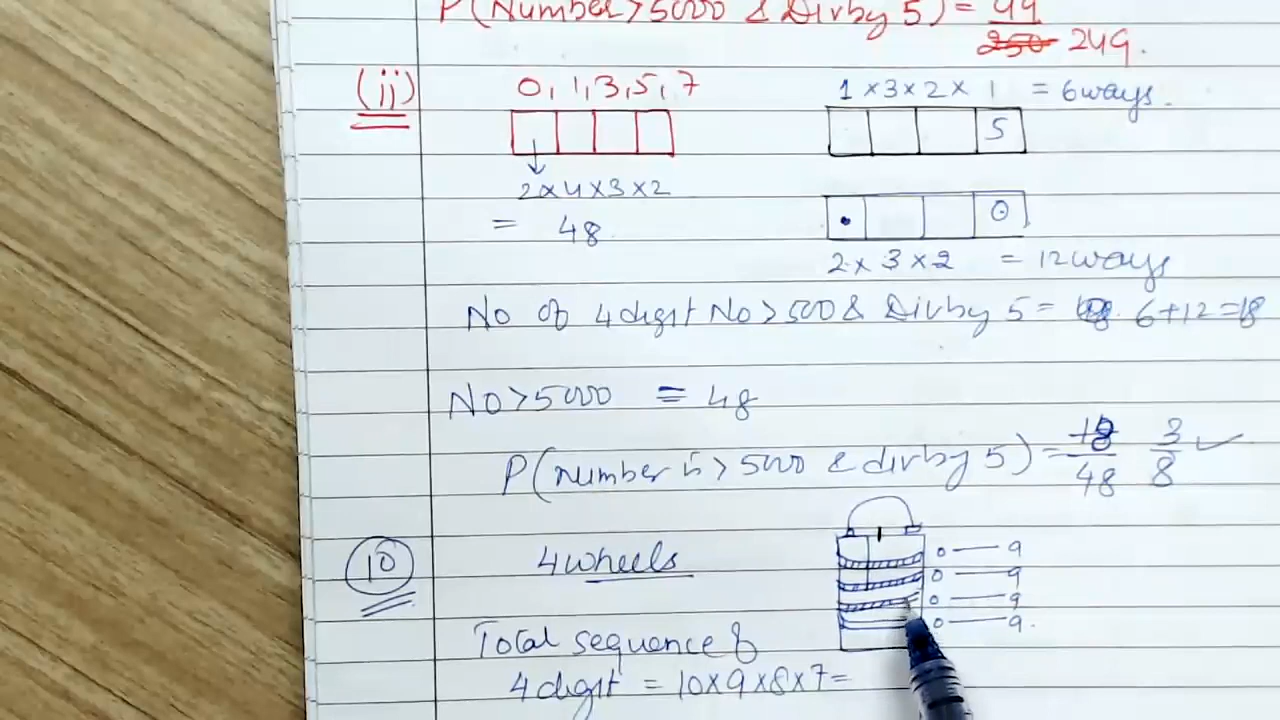 P(Number > 5000 & Div by 5) = 99
250 249.
(ii) 0, 1, 3, 5, 7
1 × 3 × 2 × 1 = 6 ways.
5
2 × 4 × 3 × 2
= 48
0
2 × 3 × 2 = 12 ways
No of 4 digit No > 500 & Div by 5 = 6 + 12 = 18
No > 5000 = 48
P(number is > 500 & div by 5) = 18/48 3/8 ✓
10 4 wheels
0 — 9
0 — 9
0 — 9
0 — 9.
Total sequence of
4 digit = 10 × 9 × 8 × 7 =